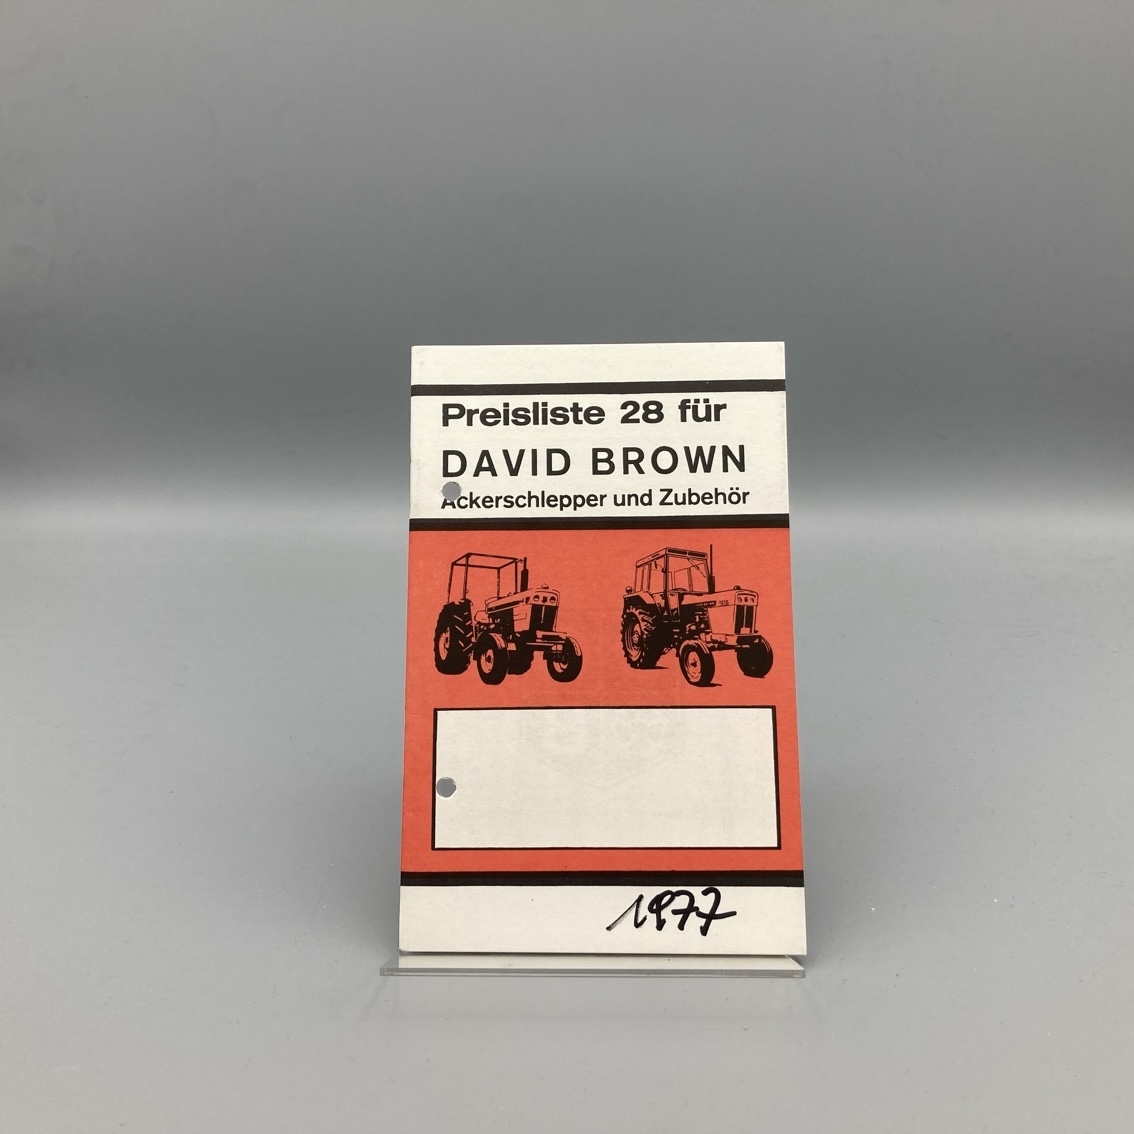 Preisliste 28 für
DAVID BROWN
Ackerschlepper und Zubehör
1977